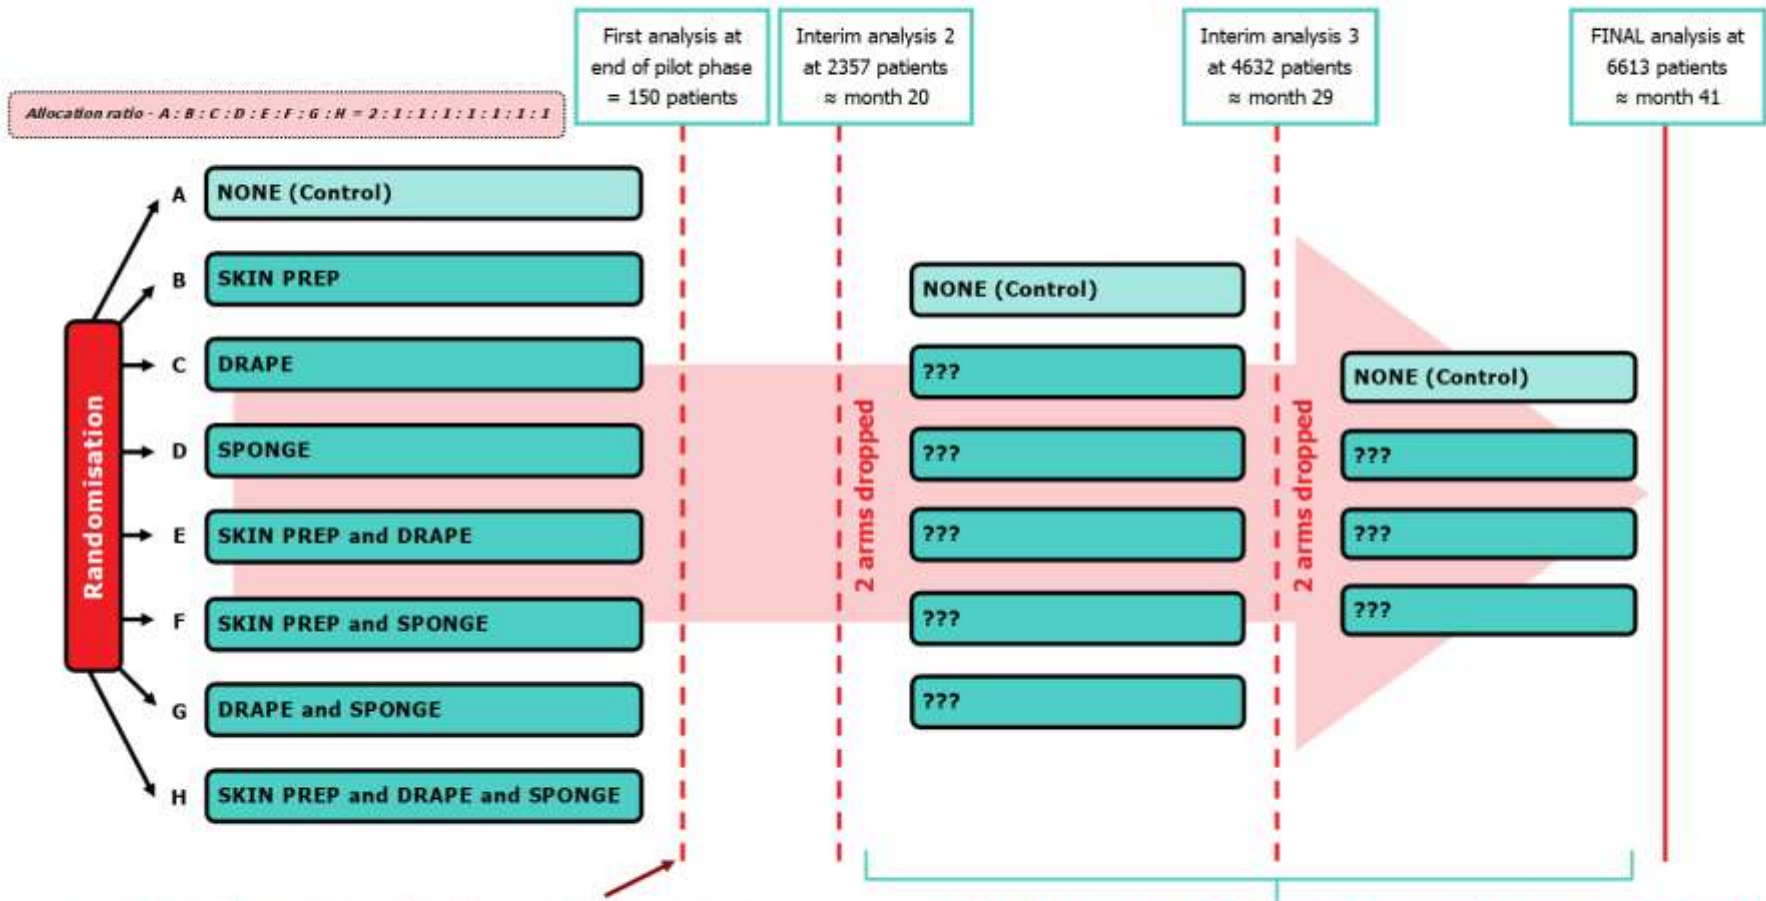 First analysis at
end of pilot phase
= 150 patients
Interim analysis 2
at 2357 patients
≈ month 20
Interim analysis 3
at 4632 patients
≈ month 29
FINAL analysis at
6613 patients
≈ month 41
Allocation ratio - A : B : C : D : E : F : G : H = 2 : 1 : 1 : 1 : 1 : 1 : 1 : 1
Randomisation
A
NONE (Control)
B
SKIN PREP
C
DRAPE
D
SPONGE
E
SKIN PREP and DRAPE
F
SKIN PREP and SPONGE
G
DRAPE and SPONGE
H
SKIN PREP and DRAPE and SPONGE
2 arms dropped
NONE (Control)
???
???
???
???
???
2 arms dropped
NONE (Control)
???
???
???